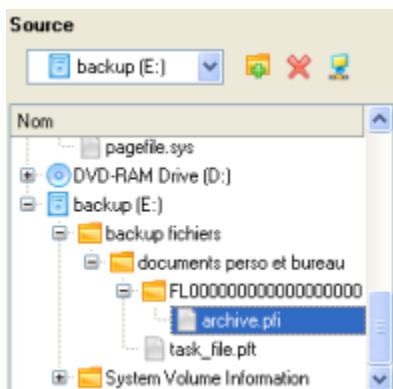 Source
backup (E:)
Nom
pagefile.sys
DVD-RAM Drive (D:)
backup (E:)
backup fichiers
documents perso et bureau
FL000000000000000000
archive.pfi
task_file.pft
System Volume Information